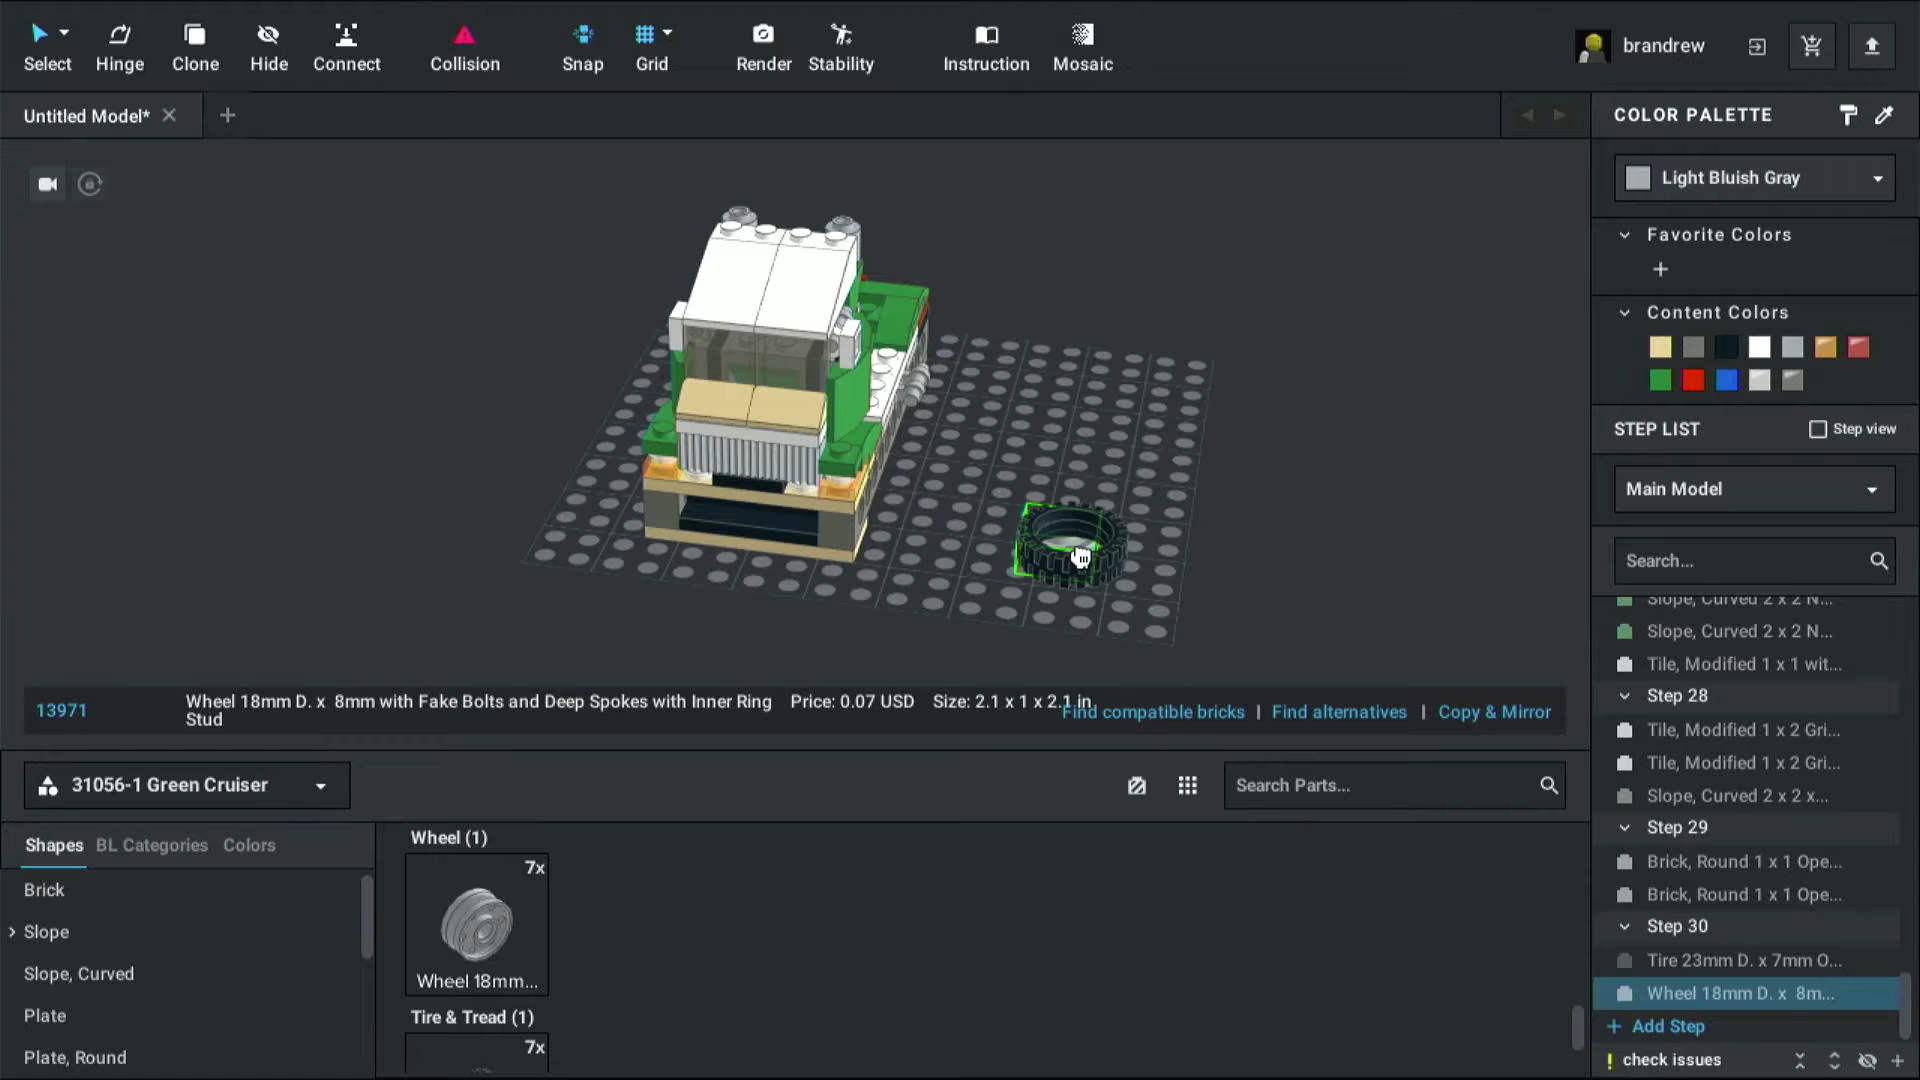 Select
Hinge
Clone
Hide
Connect
Collision
Snap
Grid
Render
Stability
Instruction
Mosaic
brandrew
Untitled Model*
COLOR PALETTE
Light Bluish Gray
Favorite Colors
Content Colors
STEP LIST
Step view
Main Model
Search...
Slope, Curved 2 x 2 N...
Slope, Curved 2 x 2 N...
Tile, Modified 1 x 1 wit...
Step 28
Tile, Modified 1 x 2 Gri...
Tile, Modified 1 x 2 Gri...
Slope, Curved 2 x 2 x...
Step 29
Brick, Round 1 x 1 Ope...
Brick, Round 1 x 1 Ope...
Step 30
Tire 23mm D. x 7mm O...
Wheel 18mm D. x 8m...
Add Step
check issues
13971
Wheel 18mm D. x 8mm with Fake Bolts and Deep Spokes with Inner Ring
Stud
Price: 0.07 USD
Size: 2.1 x 1 x 2.1 in.
Find compatible bricks | Find alternatives | Copy & Mirror
31056-1 Green Cruiser
Search Parts...
Shapes
BL Categories
Colors
Brick
Slope
Slope, Curved
Plate
Plate, Round
Wheel (1)
7x
Wheel 18mm...
Tire & Tread (1)
7x